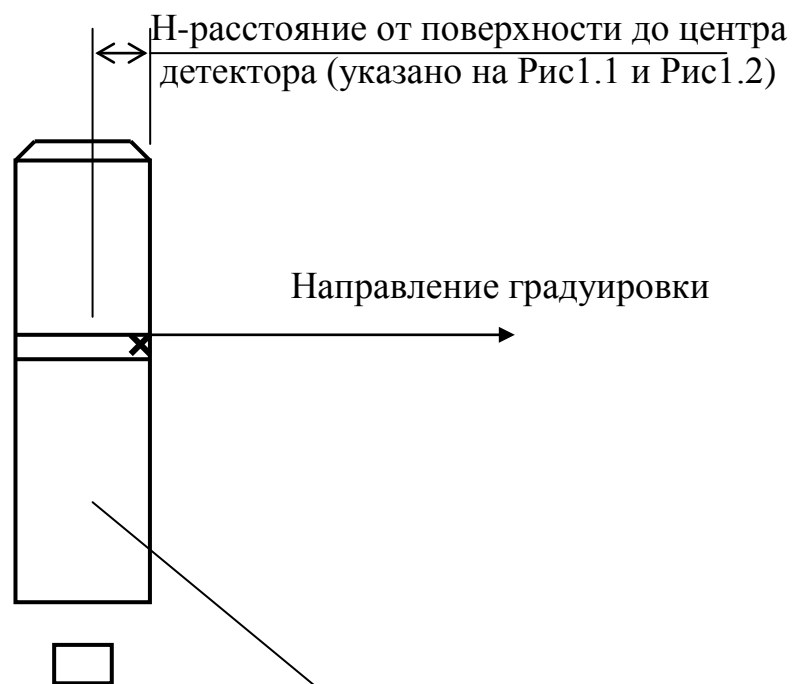 Н-расстояние от поверхности до центра
детектора (указано на Рис1.1 и Рис1.2)
Направление градуировки